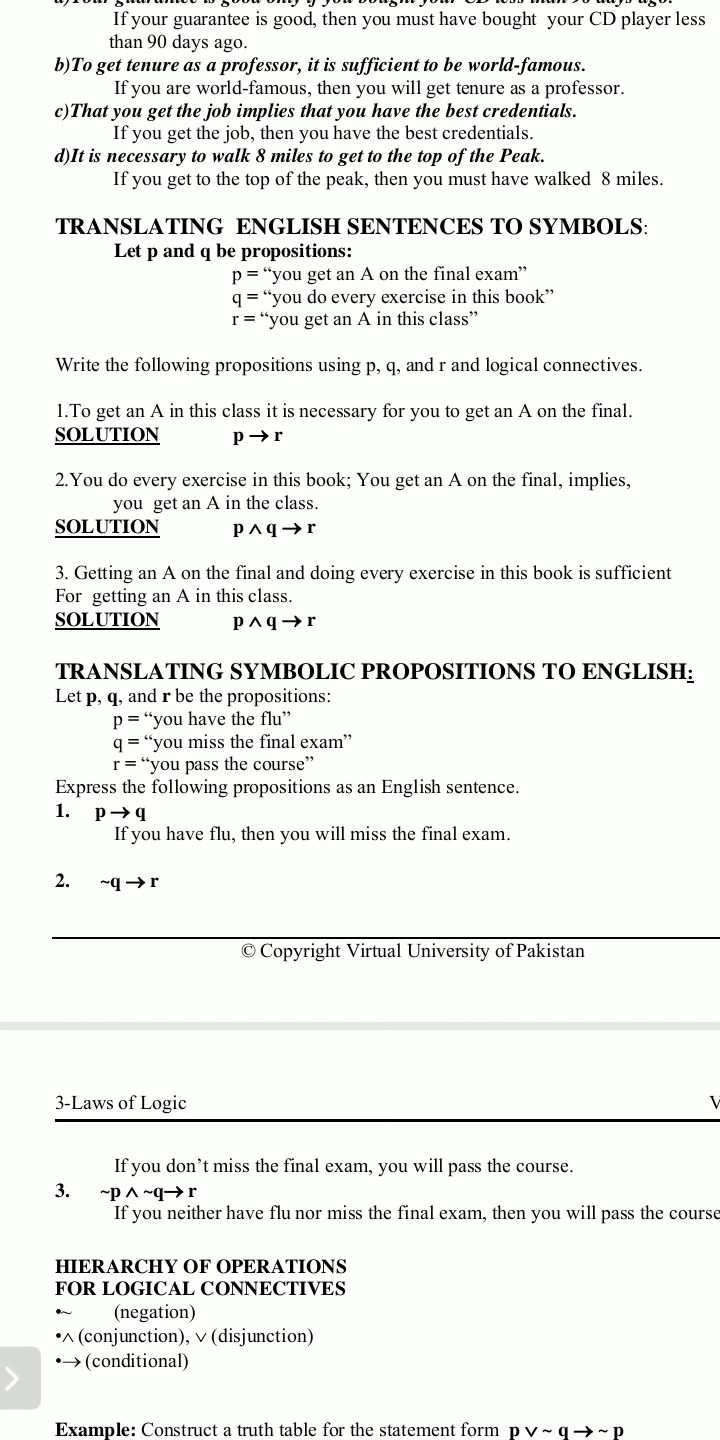 a)Your guarantee is good only if you bought your CD less than 90 days ago.
If your guarantee is good, then you must have bought your CD player less
than 90 days ago.
b)To get tenure as a professor, it is sufficient to be world-famous.
If you are world-famous, then you will get tenure as a professor.
c)That you get the job implies that you have the best credentials.
If you get the job, then you have the best credentials.
d)It is necessary to walk 8 miles to get to the top of the Peak.
If you get to the top of the peak, then you must have walked 8 miles.
TRANSLATING ENGLISH SENTENCES TO SYMBOLS:
Let p and q be propositions:
p = “you get an A on the final exam”
q = “you do every exercise in this book”
r = “you get an A in this class”
Write the following propositions using p, q, and r and logical connectives.
1.To get an A in this class it is necessary for you to get an A on the final.
SOLUTION p → r
2.You do every exercise in this book; You get an A on the final, implies,
you get an A in the class.
SOLUTION p ∧ q → r
3. Getting an A on the final and doing every exercise in this book is sufficient
For getting an A in this class.
SOLUTION p ∧ q → r
TRANSLATING SYMBOLIC PROPOSITIONS TO ENGLISH:
Let p, q, and r be the propositions:
p = “you have the flu”
q = “you miss the final exam”
r = “you pass the course”
Express the following propositions as an English sentence.
1. p → q
If you have flu, then you will miss the final exam.
2. ~q → r
© Copyright Virtual University of Pakistan
3-Laws of Logic
If you don’t miss the final exam, you will pass the course.
3. ~p ∧ ~q→ r
If you neither have flu nor miss the final exam, then you will pass the course
HIERARCHY OF OPERATIONS
FOR LOGICAL CONNECTIVES
•~ (negation)
•∧ (conjunction), ∨ (disjunction)
•→ (conditional)
Example: Construct a truth table for the statement form p ∨ ~ q → ~ p